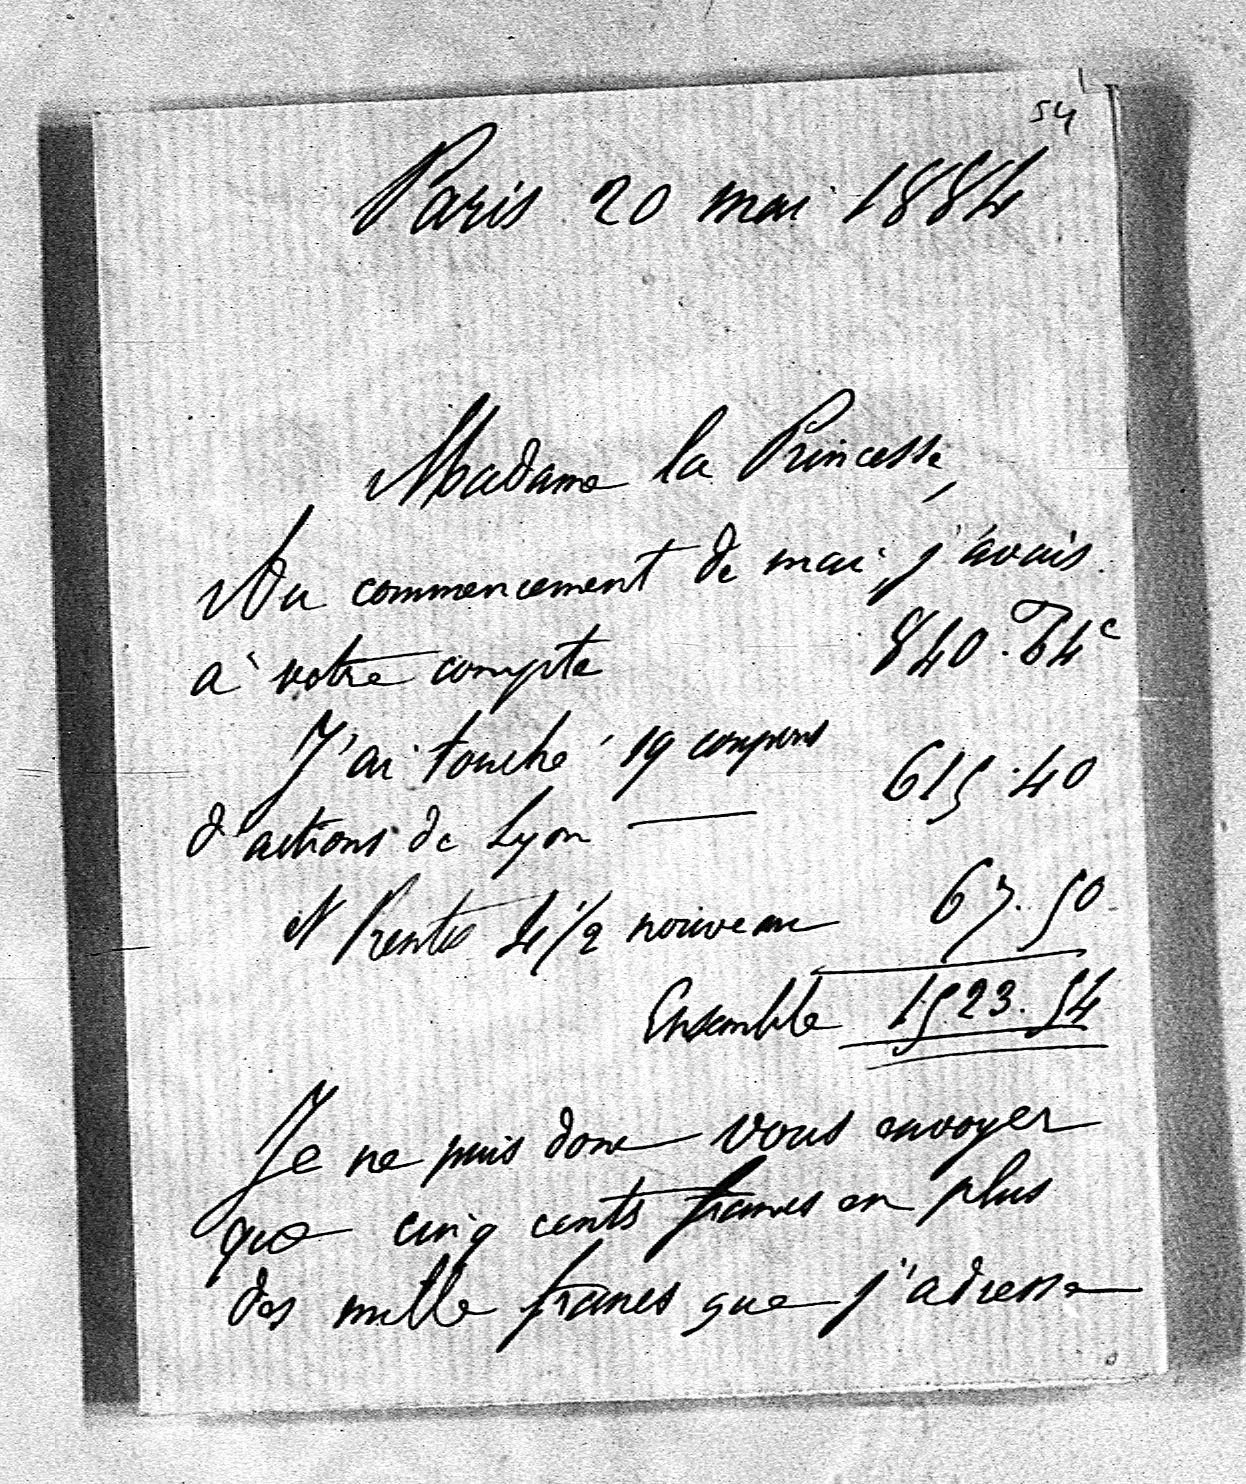 54
Paris 20 mai 1884
Madame la Princesse,
Au commencement de mai, j'avais
à votre compte 840.64c
J'ai touché 19 coupons
d'actions de Lyon — 615.40
et Rente 4 1/2 nouveau 67.50
Ensemble 1523.54
Je ne puis donc vous envoyer
que cinq cents francs en plus
des mille francs que j'adresse